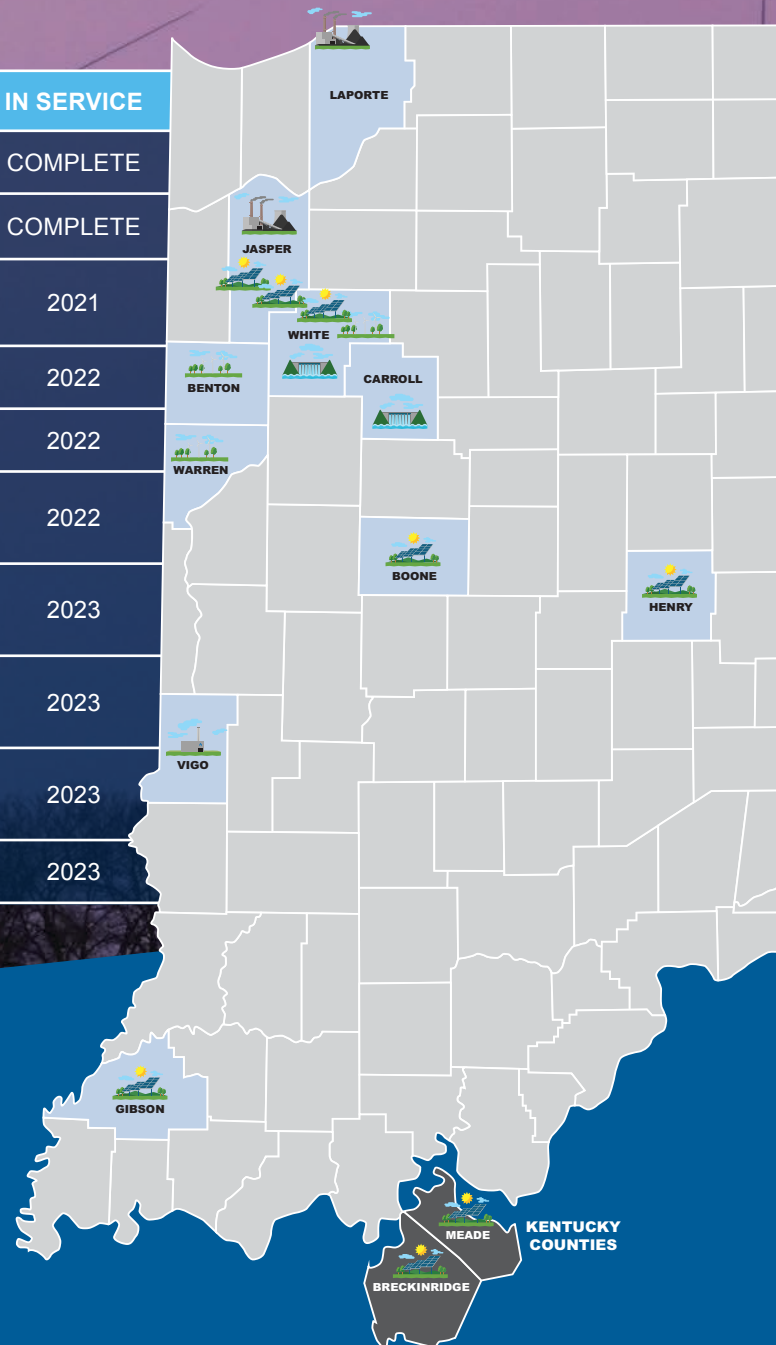 IN SERVICE
COMPLETE
COMPLETE
2021
2022
2022
2022
2023
2023
2023
2023
LAPORTE
JASPER
WHITE
BENTON
CARROLL
WARREN
BOONE
HENRY
VIGO
GIBSON
MEADE
KENTUCKY
COUNTIES
BRECKINRIDGE